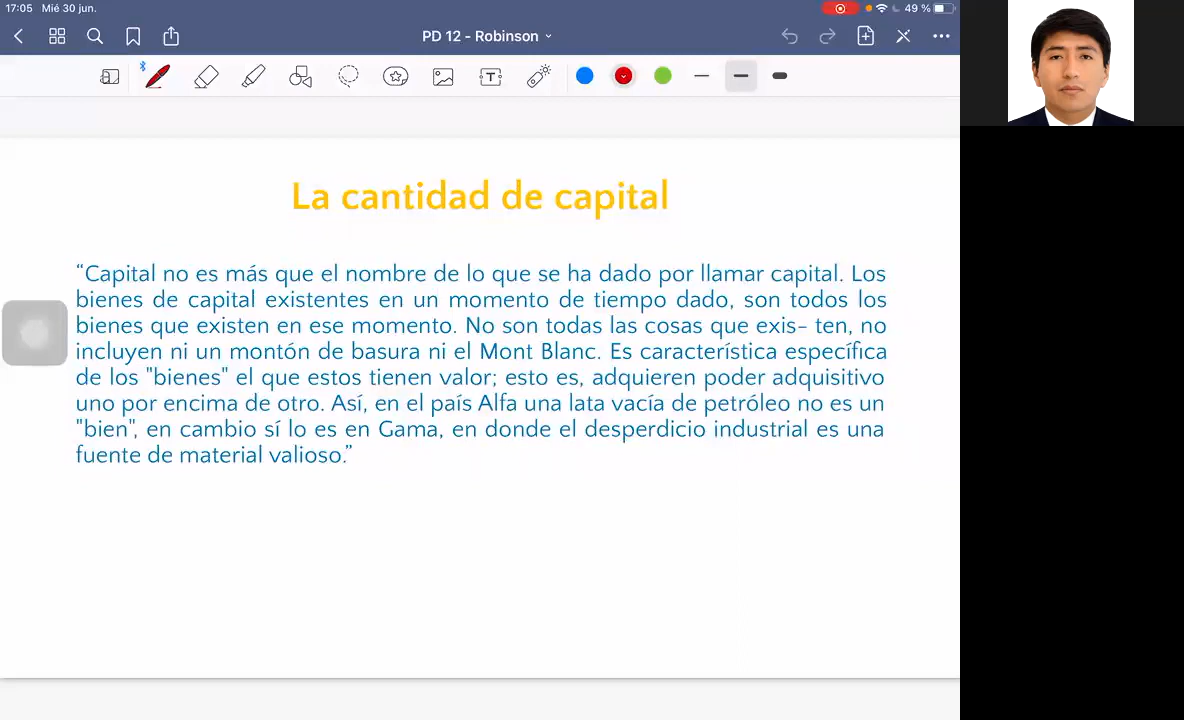 17:05 Mié 30 jun.
49 %
PD 12 - Robinson
T
La cantidad de capital
“Capital no es más que el nombre de lo que se ha dado por llamar capital. Los
bienes de capital existentes en un momento de tiempo dado, son todos los
bienes que existen en ese momento. No son todas las cosas que exis- ten, no
incluyen ni un montón de basura ni el Mont Blanc. Es característica específica
de los "bienes" el que estos tienen valor; esto es, adquieren poder adquisitivo
uno por encima de otro. Así, en el país Alfa una lata vacía de petróleo no es un
"bien", en cambio sí lo es en Gama, en donde el desperdicio industrial es una
fuente de material valioso.”